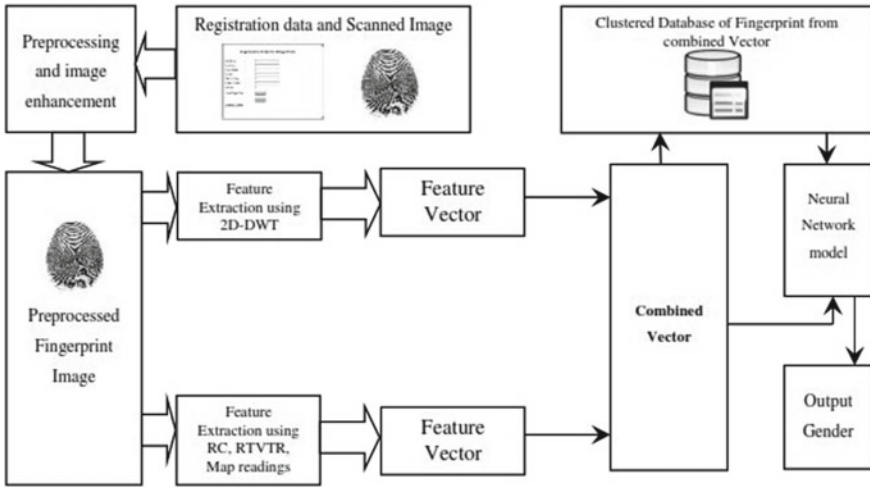 Preprocessing
and image
enhancement
Registration data and Scanned Image
Clustered Database of Fingerprint from
combined Vector
Preprocessed
Fingerprint
Image
Feature
Extraction using
2D-DWT
Feature
Vector
Feature
Extraction using
RC, RTVTR,
Map readings
Feature
Vector
Combined
Vector
Neural
Network
model
Output
Gender